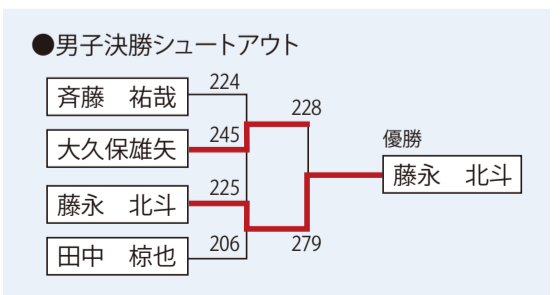 ●男子決勝シュートアウト
斉藤　祐哉
224
大久保雄矢
245
228
藤永　北斗
225
279
田中　椋也
206
優勝
藤永　北斗